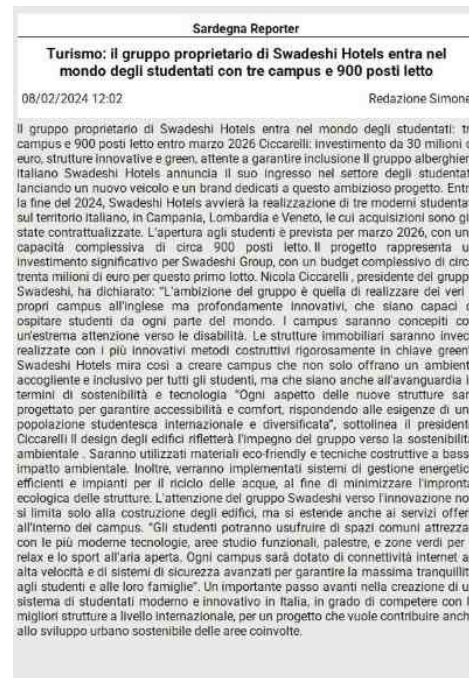 Sardegna Reporter
Turismo: il gruppo proprietario di Swadeshi Hotels entra nel
mondo degli studentati con tre campus e 900 posti letto
08/02/2024 12:02 Redazione Simone
Il gruppo proprietario di Swadeshi Hotels entra nel mondo degli studentati: tr
campus e 900 posti letto entro marzo 2026 Ciccarelli: investimento da 30 milioni d
euro, strutture innovative e green, attente a garantire inclusione Il gruppo alberghier
italiano Swadeshi Hotels annuncia il suo ingresso nel settore degli studentat
lanciando un nuovo veicolo e un brand dedicati a questo ambizioso progetto. Entr
la fine del 2024, Swadeshi Hotels avvierà la realizzazione di tre moderni studentat
sul territorio italiano, in Campania, Lombardia e Veneto, le cui acquisizioni sono gi
state contrattualizzate. L'apertura agli studenti è prevista per marzo 2026, con un
capacità complessiva di circa 900 posti letto. Il progetto rappresenta u
investimento significativo per Swadeshi Group, con un budget complessivo di circ
trenta milioni di euro per questo primo lotto. Nicola Ciccarelli , presidente del grupp
Swadeshi, ha dichiarato: "L'ambizione del gruppo è quella di realizzare dei veri
propri campus all'inglese ma profondamente innovativi, che siano capaci d
ospitare studenti da ogni parte del mondo. I campus saranno concepiti co
un'estrema attenzione verso le disabilità. Le strutture immobiliari saranno invec
realizzate con i più innovativi metodi costruttivi rigorosamente in chiave green"
Swadeshi Hotels mira così a creare campus che non solo offrano un ambient
accogliente e inclusivo per tutti gli studenti, ma che siano anche all'avanguardia i
termini di sostenibilità e tecnologia "Ogni aspetto delle nuove strutture sar
progettato per garantire accessibilità e comfort, rispondendo alle esigenze di un
popolazione studentesca internazionale e diversificata", sottolinea il president
Ciccarelli Il design degli edifici rifletterà l'impegno del gruppo verso la sostenibilit
ambientale . Saranno utilizzati materiali eco-friendly e tecniche costruttive a bass
impatto ambientale. Inoltre, verranno implementati sistemi di gestione energetic
efficienti e impianti per il riciclo delle acque, al fine di minimizzare l'impront
ecologica delle strutture. L'attenzione del gruppo Swadeshi verso l'innovazione no
si limita solo alla costruzione degli edifici, ma si estende anche ai servizi offer
all'interno dei campus. "Gli studenti potranno usufruire di spazi comuni attrezza
con le più moderne tecnologie, aree studio funzionali, palestre, e zone verdi per
relax e lo sport all'aria aperta. Ogni campus sarà dotato di connettività internet a
alta velocità e di sistemi di sicurezza avanzati per garantire la massima tranquillit
agli studenti e alle loro famiglie". Un importante passo avanti nella creazione di u
sistema di studentati moderno e innovativo in Italia, in grado di competere con l
migliori strutture a livello internazionale, per un progetto che vuole contribuire anch
allo sviluppo urbano sostenibile delle aree coinvolte.